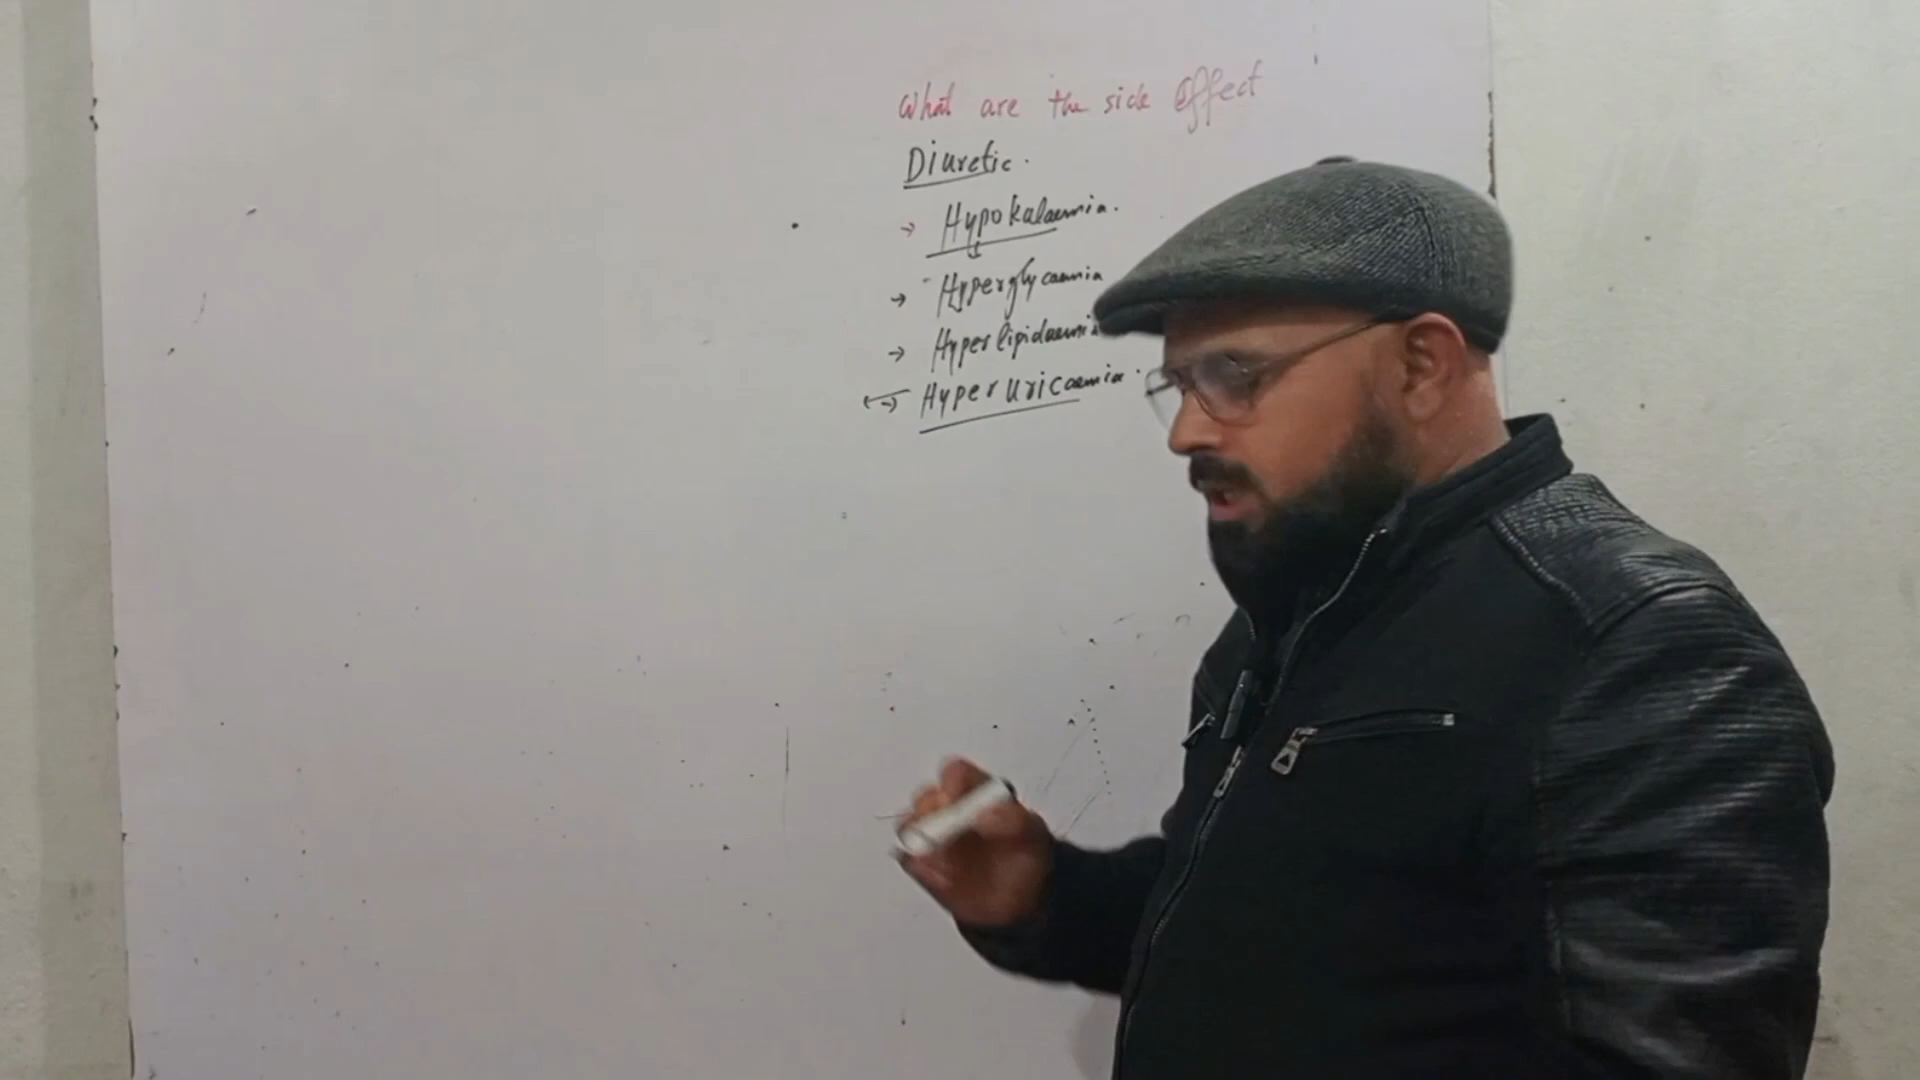 What are the side Effect
Diuretic.
→ Hypokalaemia.
→ Hyperglycaemia
→ Hyperlipidaemia
→ Hyperuricaemia.